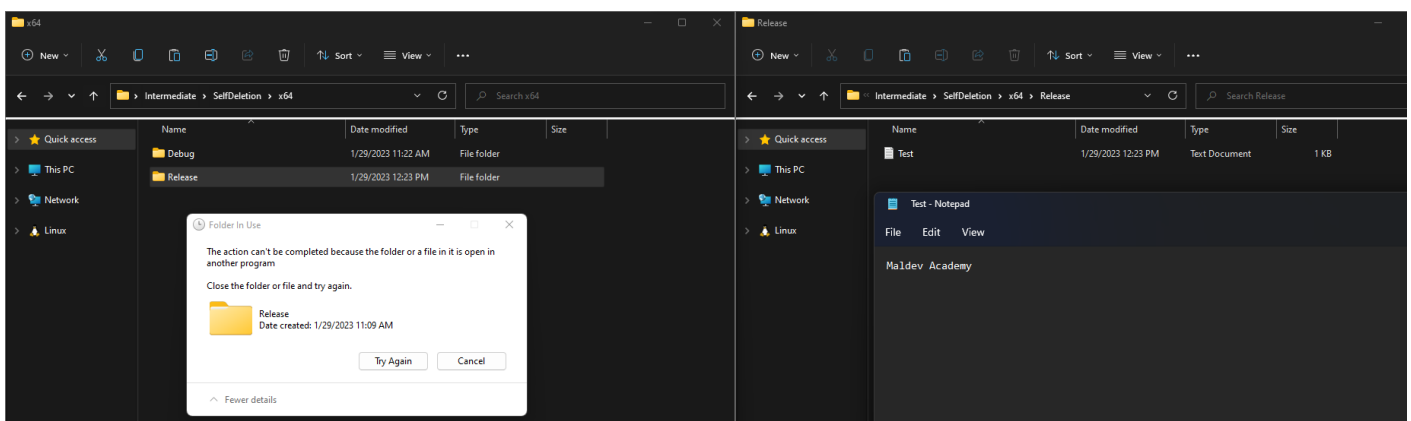 x64
New
Sort
View
Intermediate > SelfDeletion > x64
Search x64
Quick access
This PC
Network
Linux
Name Date modified Type Size
Debug 1/29/2023 11:22 AM File folder
Release 1/29/2023 12:23 PM File folder
Folder In Use
The action can't be completed because the folder or a file in it is open in
another program
Close the folder or file and try again.
Release
Date created: 1/29/2023 11:09 AM
Try Again Cancel
Fewer details
Release
New
Sort
View
Intermediate > SelfDeletion > x64 > Release
Search Release
Quick access
This PC
Network
Linux
Name Date modified Type Size
Test 1/29/2023 12:23 PM Text Document 1 KB
Test - Notepad
File Edit View
Maldev Academy